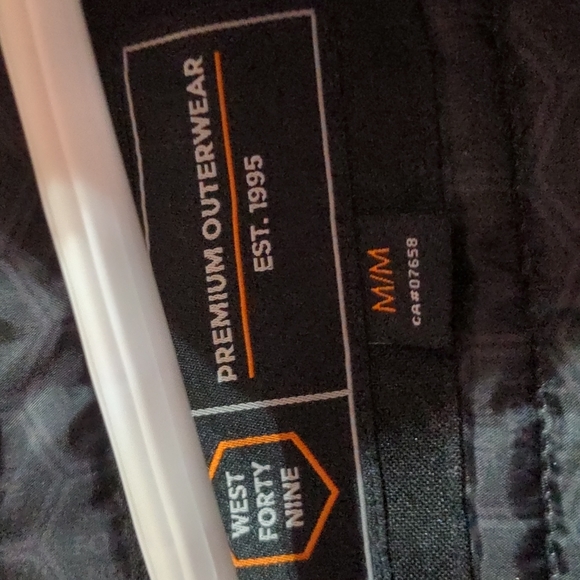 WEST
FORTY
NINE
PREMIUM OUTERWEAR
EST. 1995
M/M
CA#07658